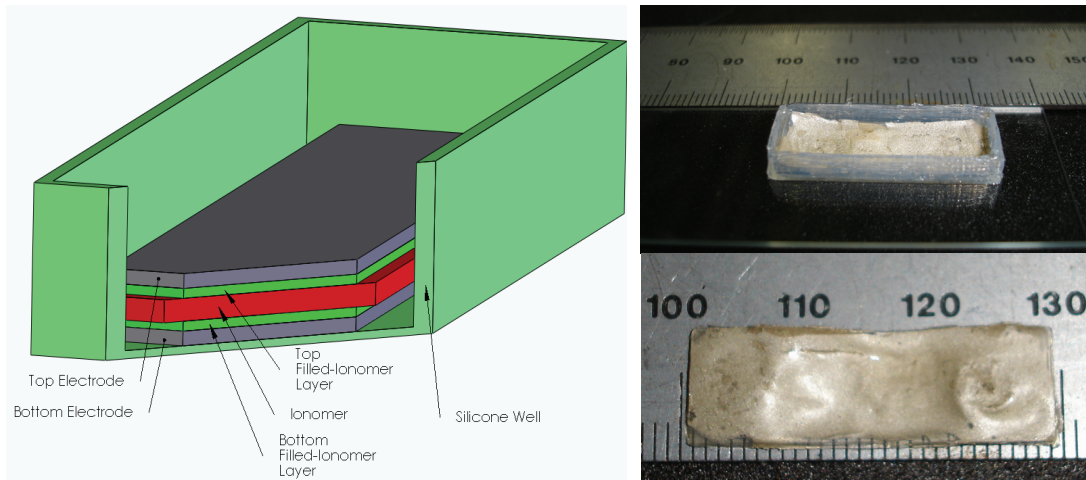 Top Electrode
Bottom Electrode
Top
Filled-Ionomer
Layer
Ionomer
Bottom
Filled-Ionomer
Layer
Silicone Well
80 90 100 110 120 130 140 150
100 110 120 130